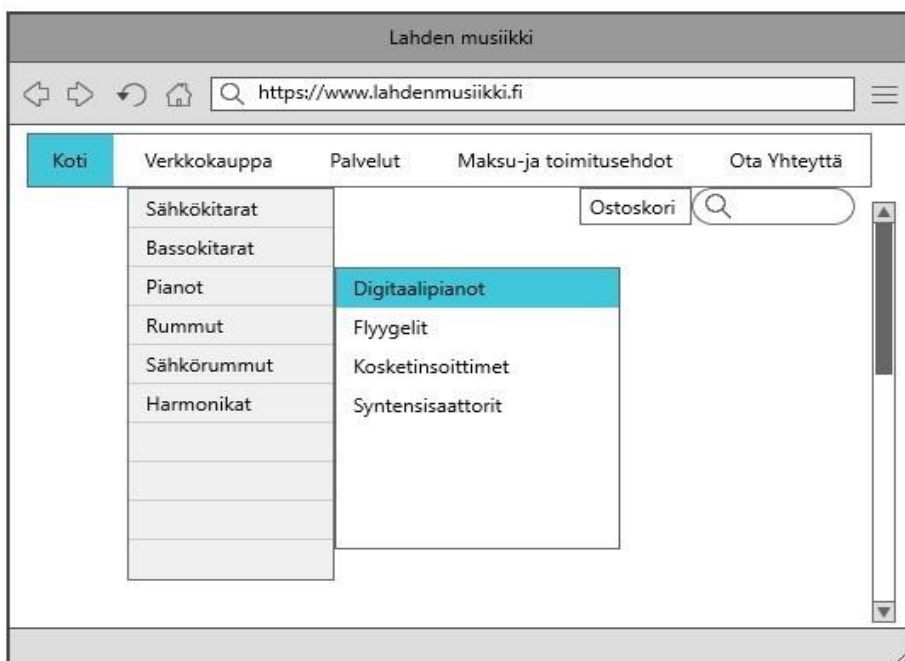 Lahden musiikki
https://www.lahdenmusiikki.fi
Koti Verkkokauppa Palvelut Maksu-ja toimitusehdot Ota Yhteyttä
Ostoskori
Sähkökitarat
Bassokitarat
Pianot
Rummut
Sähkörummut
Harmonikat
Digitaalipianot
Flyygelit
Kosketinsoittimet
Syntensisaattorit